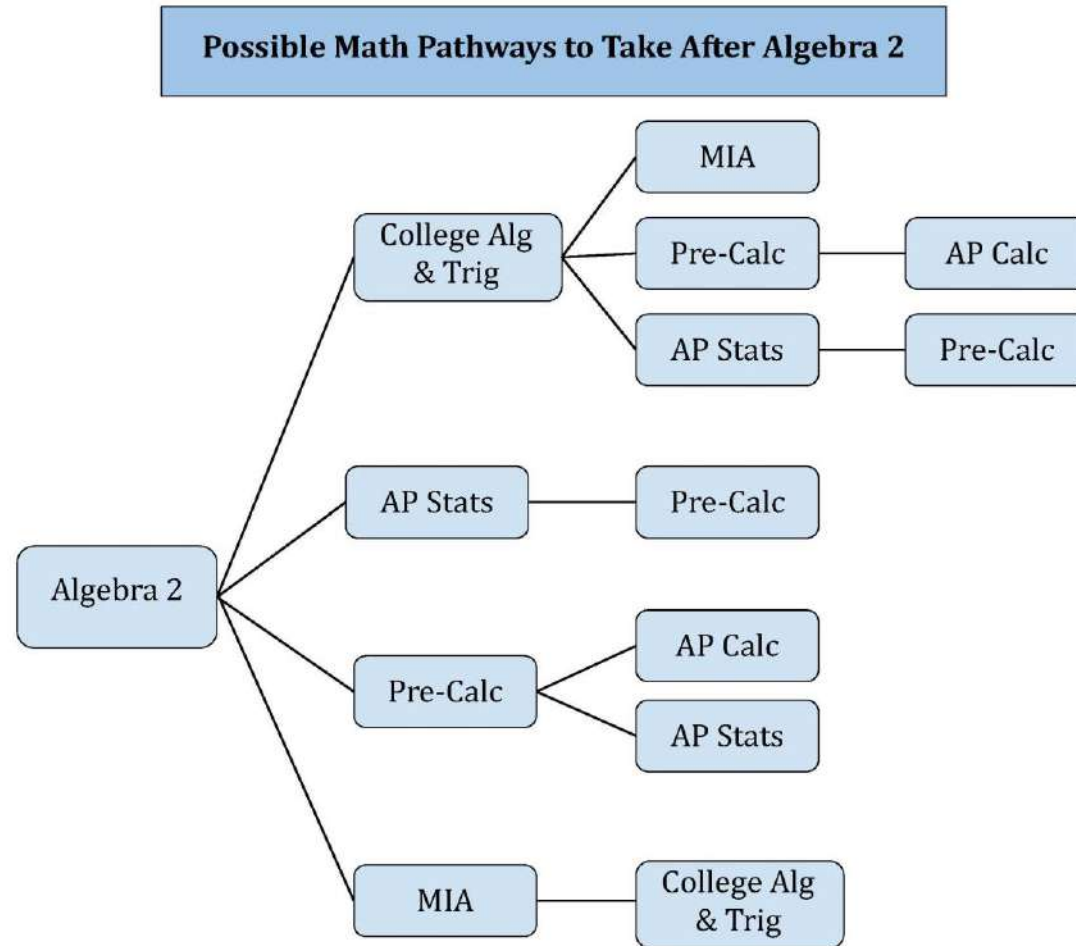 Possible Math Pathways to Take After Algebra 2
MIA
College Alg
& Trig
Pre-Calc
AP Calc
AP Stats
Pre-Calc
AP Stats
Pre-Calc
Algebra 2
AP Calc
Pre-Calc
AP Stats
MIA
College Alg
& Trig